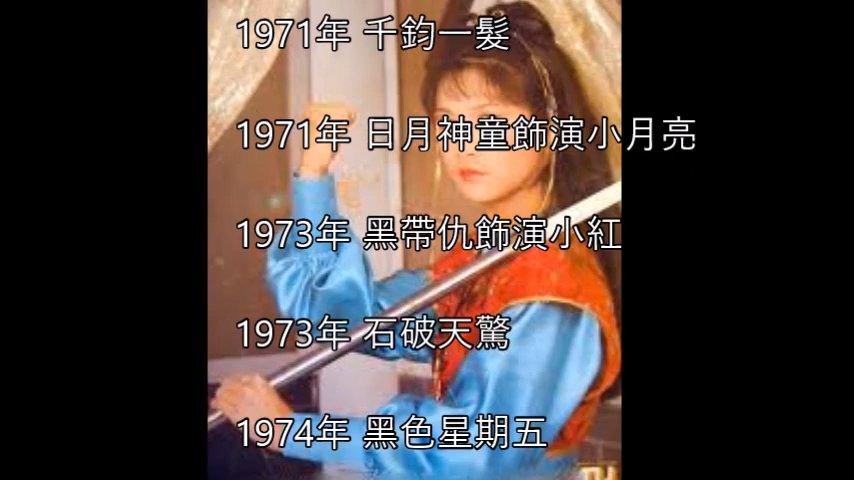 1971年 千鈞一髮
1971年 日月神童飾演小月亮
1973年 黑帶仇飾演小紅
1973年 石破天驚
1974年 黑色星期五